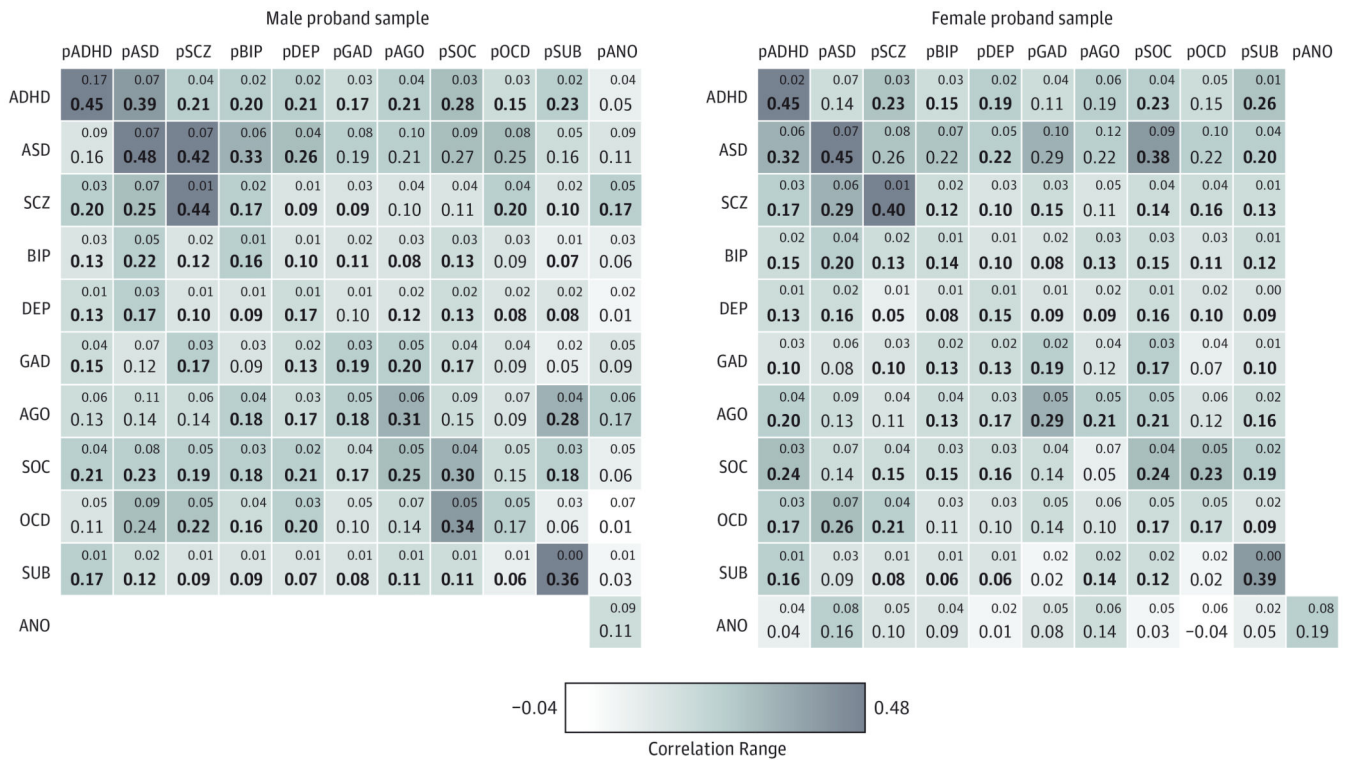 Male proband sample
pADHD pASD pSCZ pBIP pDEP pGAD pAGO pSOC pOCD pSUB pANO
0.17 0.07 0.04 0.02 0.02 0.03 0.04 0.03 0.03 0.02 0.04
ADHD 0.45 0.39 0.21 0.20 0.21 0.17 0.21 0.28 0.15 0.23 0.05
0.09 0.07 0.07 0.06 0.04 0.08 0.10 0.09 0.08 0.05 0.09
ASD 0.16 0.48 0.42 0.33 0.26 0.19 0.21 0.27 0.25 0.16 0.11
0.03 0.07 0.01 0.02 0.01 0.03 0.04 0.04 0.04 0.02 0.05
SCZ 0.20 0.25 0.44 0.17 0.09 0.09 0.10 0.11 0.20 0.10 0.17
0.03 0.05 0.02 0.01 0.01 0.02 0.03 0.03 0.03 0.01 0.03
BIP 0.13 0.22 0.12 0.16 0.10 0.11 0.08 0.13 0.09 0.07 0.06
0.01 0.03 0.01 0.01 0.01 0.01 0.02 0.02 0.02 0.02 0.02
DEP 0.13 0.17 0.10 0.09 0.17 0.10 0.12 0.13 0.08 0.08 0.01
0.04 0.07 0.03 0.03 0.02 0.03 0.05 0.04 0.04 0.02 0.05
GAD 0.15 0.12 0.17 0.09 0.13 0.19 0.20 0.17 0.09 0.05 0.09
0.06 0.11 0.06 0.04 0.03 0.05 0.06 0.09 0.07 0.04 0.06
AGO 0.13 0.14 0.14 0.18 0.17 0.18 0.31 0.15 0.09 0.28 0.17
0.04 0.08 0.05 0.03 0.03 0.04 0.05 0.04 0.05 0.03 0.05
SOC 0.21 0.23 0.19 0.18 0.21 0.17 0.25 0.30 0.15 0.18 0.06
0.05 0.09 0.05 0.04 0.03 0.05 0.07 0.05 0.05 0.03 0.07
OCD 0.11 0.24 0.22 0.16 0.20 0.10 0.14 0.34 0.17 0.06 0.01
0.01 0.02 0.01 0.01 0.01 0.01 0.01 0.01 0.01 0.00 0.01
SUB 0.17 0.12 0.09 0.09 0.07 0.08 0.11 0.11 0.06 0.36 0.03
0.09
ANO 0.11
Female proband sample
pADHD pASD pSCZ pBIP pDEP pGAD pAGO pSOC pOCD pSUB pANO
0.02 0.07 0.03 0.03 0.02 0.04 0.06 0.04 0.05 0.01
ADHD 0.45 0.14 0.23 0.15 0.19 0.11 0.19 0.23 0.15 0.26
0.06 0.07 0.08 0.07 0.05 0.10 0.12 0.09 0.10 0.04
ASD 0.32 0.45 0.26 0.22 0.22 0.29 0.22 0.38 0.22 0.20
0.03 0.06 0.01 0.02 0.03 0.03 0.05 0.04 0.04 0.01
SCZ 0.17 0.29 0.40 0.12 0.10 0.15 0.11 0.14 0.16 0.13
0.02 0.04 0.02 0.01 0.01 0.02 0.03 0.03 0.03 0.01
BIP 0.15 0.20 0.13 0.14 0.10 0.08 0.13 0.15 0.11 0.12
0.01 0.03 0.01 0.01 0.01 0.01 0.02 0.01 0.02 0.00
DEP 0.13 0.16 0.05 0.08 0.15 0.09 0.09 0.16 0.10 0.09
0.03 0.06 0.03 0.02 0.02 0.02 0.04 0.03 0.04 0.01
GAD 0.10 0.08 0.10 0.13 0.13 0.19 0.12 0.17 0.07 0.10
0.04 0.09 0.05 0.04 0.03 0.05 0.05 0.05 0.06 0.02
AGO 0.20 0.13 0.11 0.13 0.17 0.29 0.21 0.21 0.12 0.16
0.03 0.07 0.04 0.03 0.03 0.04 0.07 0.04 0.05 0.02
SOC 0.24 0.14 0.15 0.15 0.16 0.14 0.05 0.24 0.23 0.19
0.03 0.07 0.04 0.03 0.03 0.05 0.06 0.05 0.05 0.02
OCD 0.17 0.26 0.21 0.11 0.10 0.14 0.10 0.17 0.17 0.09
0.01 0.03 0.01 0.01 0.01 0.02 0.02 0.02 0.02 0.00
SUB 0.16 0.09 0.08 0.06 0.06 0.02 0.14 0.12 0.02 0.39
0.04 0.08 0.05 0.04 0.02 0.05 0.06 0.05 0.06 0.02 0.08
ANO 0.04 0.16 0.10 0.09 0.01 0.08 0.14 0.03 −0.04 0.05 0.19
−0.04 0.48
Correlation Range